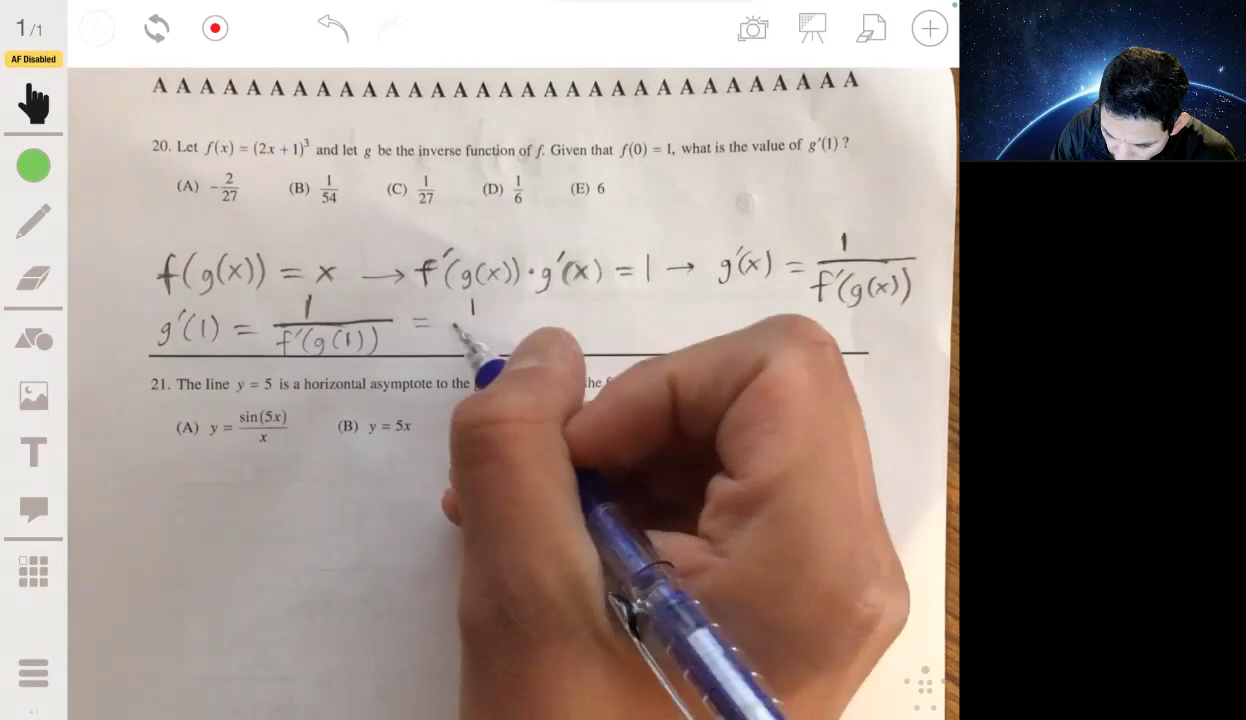 1/1
AF Disabled
A A A A A A A A A A A A A A A A A A A A A A A A A A A A A A A
20. Let f(x) = (2x + 1)³ and let g be the inverse function of f. Given that f(0) = 1, what is the value of g′(1) ?
(A) −2/27 (B) 1/54 (C) 1/27 (D) 1/6 (E) 6
f(g(x)) = x → f′(g(x)) · g′(x) = 1 → g′(x) = 1/f′(g(x))
g′(1) = 1/f′(g(1)) = 1
21. The line y = 5 is a horizontal asymptote to the
(A) y = sin(5x)/x (B) y = 5x
T